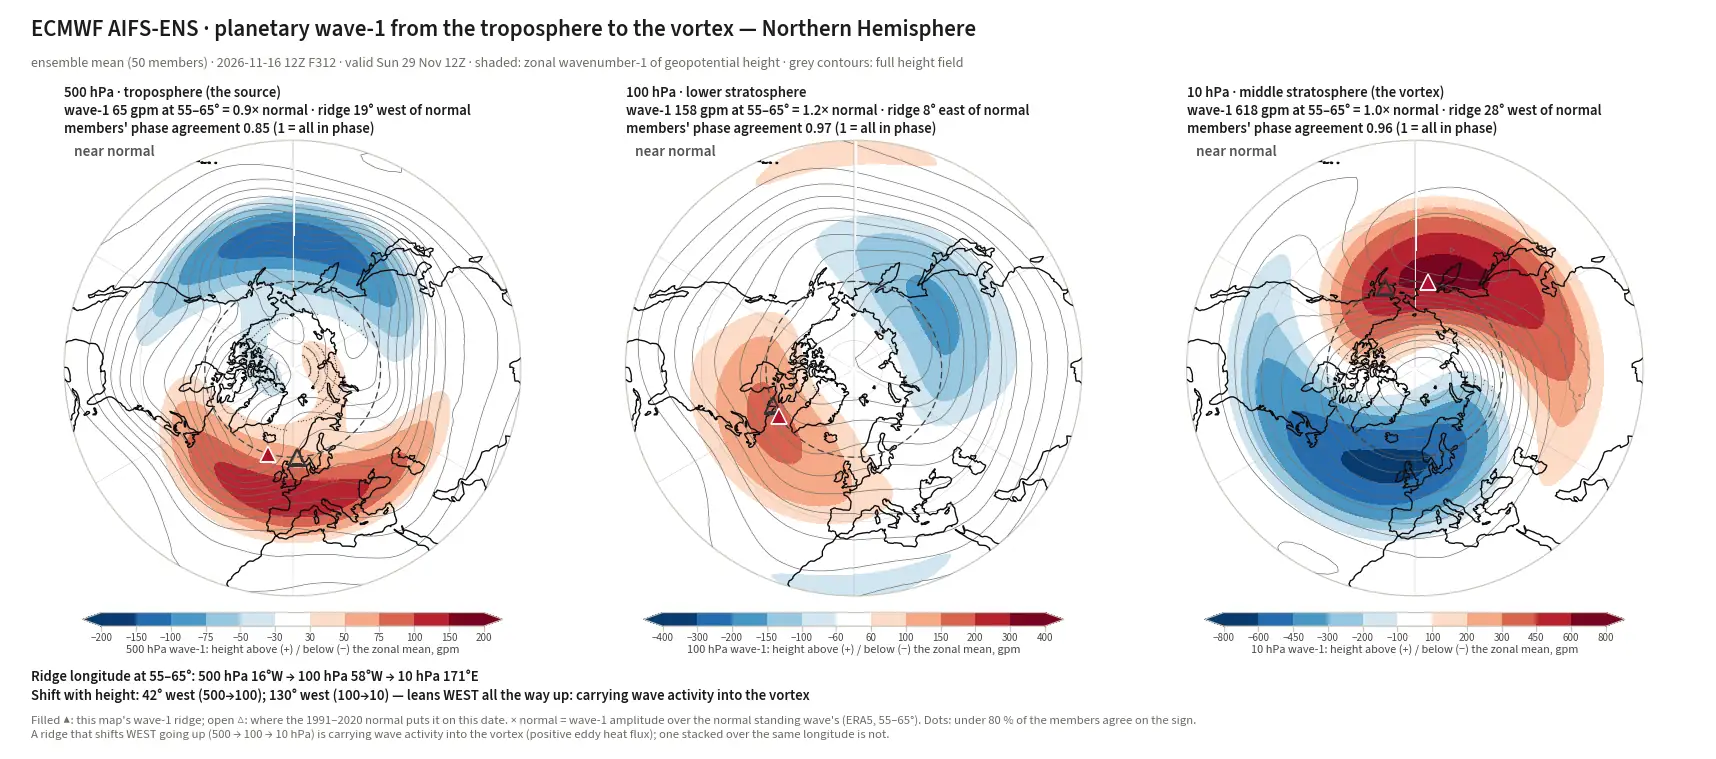 ECMWF AIFS-ENS · planetary wave-1 from the troposphere to the vortex — Northern Hemisphere
ensemble mean (50 members) · 2026-11-16 12Z F312 · valid Sun 29 Nov 12Z · shaded: zonal wavenumber-1 of geopotential height · grey contours: full height field
500 hPa · troposphere (the source)
wave-1 65 gpm at 55–65° = 0.9× normal · ridge 19° west of normal
members' phase agreement 0.85 (1 = all in phase)
near normal
100 hPa · lower stratosphere
wave-1 158 gpm at 55–65° = 1.2× normal · ridge 8° east of normal
members' phase agreement 0.97 (1 = all in phase)
near normal
10 hPa · middle stratosphere (the vortex)
wave-1 618 gpm at 55–65° = 1.0× normal · ridge 28° west of normal
members' phase agreement 0.96 (1 = all in phase)
near normal
−200 −150 −100 −75 −50 −30 30 50 75 100 150 200
500 hPa wave-1: height above (+) / below (−) the zonal mean, gpm
−400 −300 −200 −150 −100 −60 60 100 150 200 300 400
100 hPa wave-1: height above (+) / below (−) the zonal mean, gpm
−800 −600 −450 −300 −200 −100 100 200 300 450 600 800
10 hPa wave-1: height above (+) / below (−) the zonal mean, gpm
Ridge longitude at 55–65°: 500 hPa 16°W → 100 hPa 58°W → 10 hPa 171°E
Shift with height: 42° west (500→100); 130° west (100→10) — leans WEST all the way up: carrying wave activity into the vortex
Filled ▲: this map's wave-1 ridge; open △: where the 1991–2020 normal puts it on this date. × normal = wave-1 amplitude over the normal standing wave's (ERA5, 55–65°). Dots: under 80 % of the members agree on the sign.
A ridge that shifts WEST going up (500 → 100 → 10 hPa) is carrying wave activity into the vortex (positive eddy heat flux); one stacked over the same longitude is not.